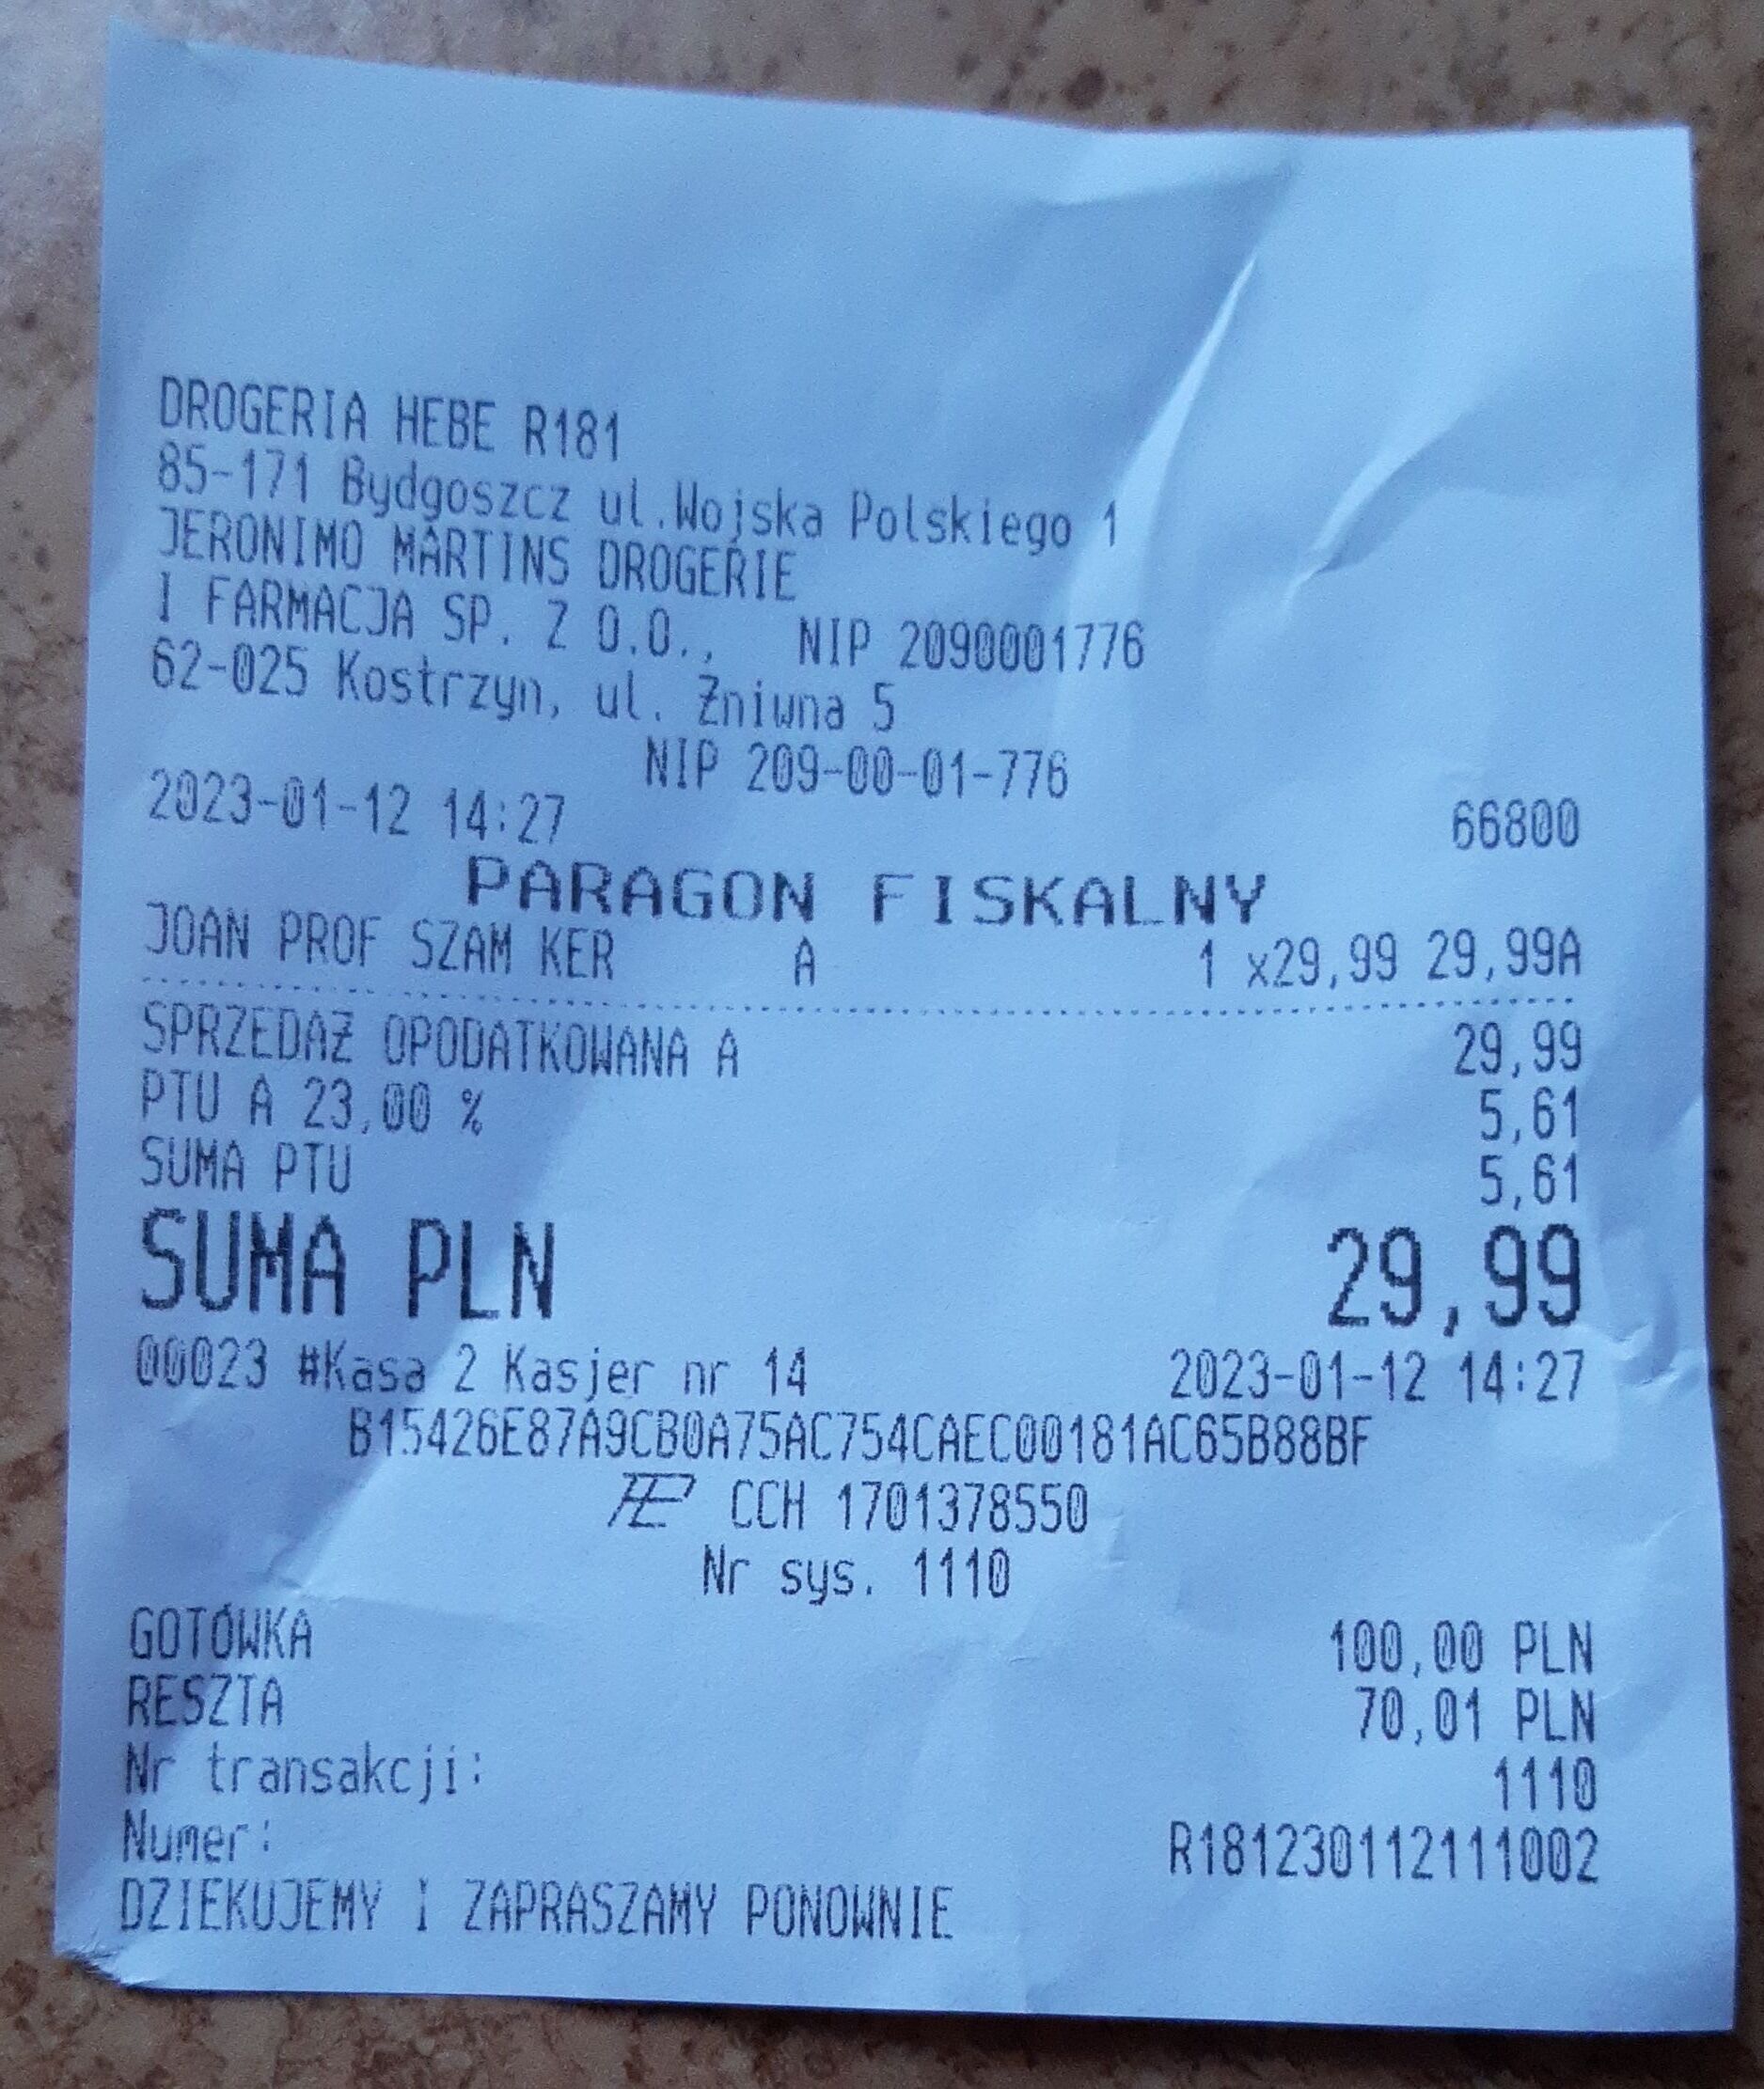 DROGERIA HEBE R181
85-171 Bydgoszcz ul.Wojska Polskiego 1
JERONIMO MARTINS DROGERIE
I FARMACJA SP. Z O.O., NIP 2090001776
62-025 Kostrzyn, ul. Żniwna 5
NIP 209-00-01-776
2023-01-12 14:27 66800
PARAGON FISKALNY
JOAN PROF SZAM KER A 1 x29,99 29,99A
SPRZEDAŻ OPODATKOWANA A 29,99
PTU A 23,00 % 5,61
SUMA PTU 5,61
SUMA PLN 29,99
00023 #Kasa 2 Kasjer nr 14 2023-01-12 14:27
B15426E87A9CB0A75AC754CAEC00181AC65B88BF
CCH 1701378550
Nr sys. 1110
GOTÓWKA 100,00 PLN
RESZTA 70,01 PLN
Nr transakcji: 1110
Numer: R181230112111002
DZIEKUJEMY I ZAPRASZAMY PONOWNIE